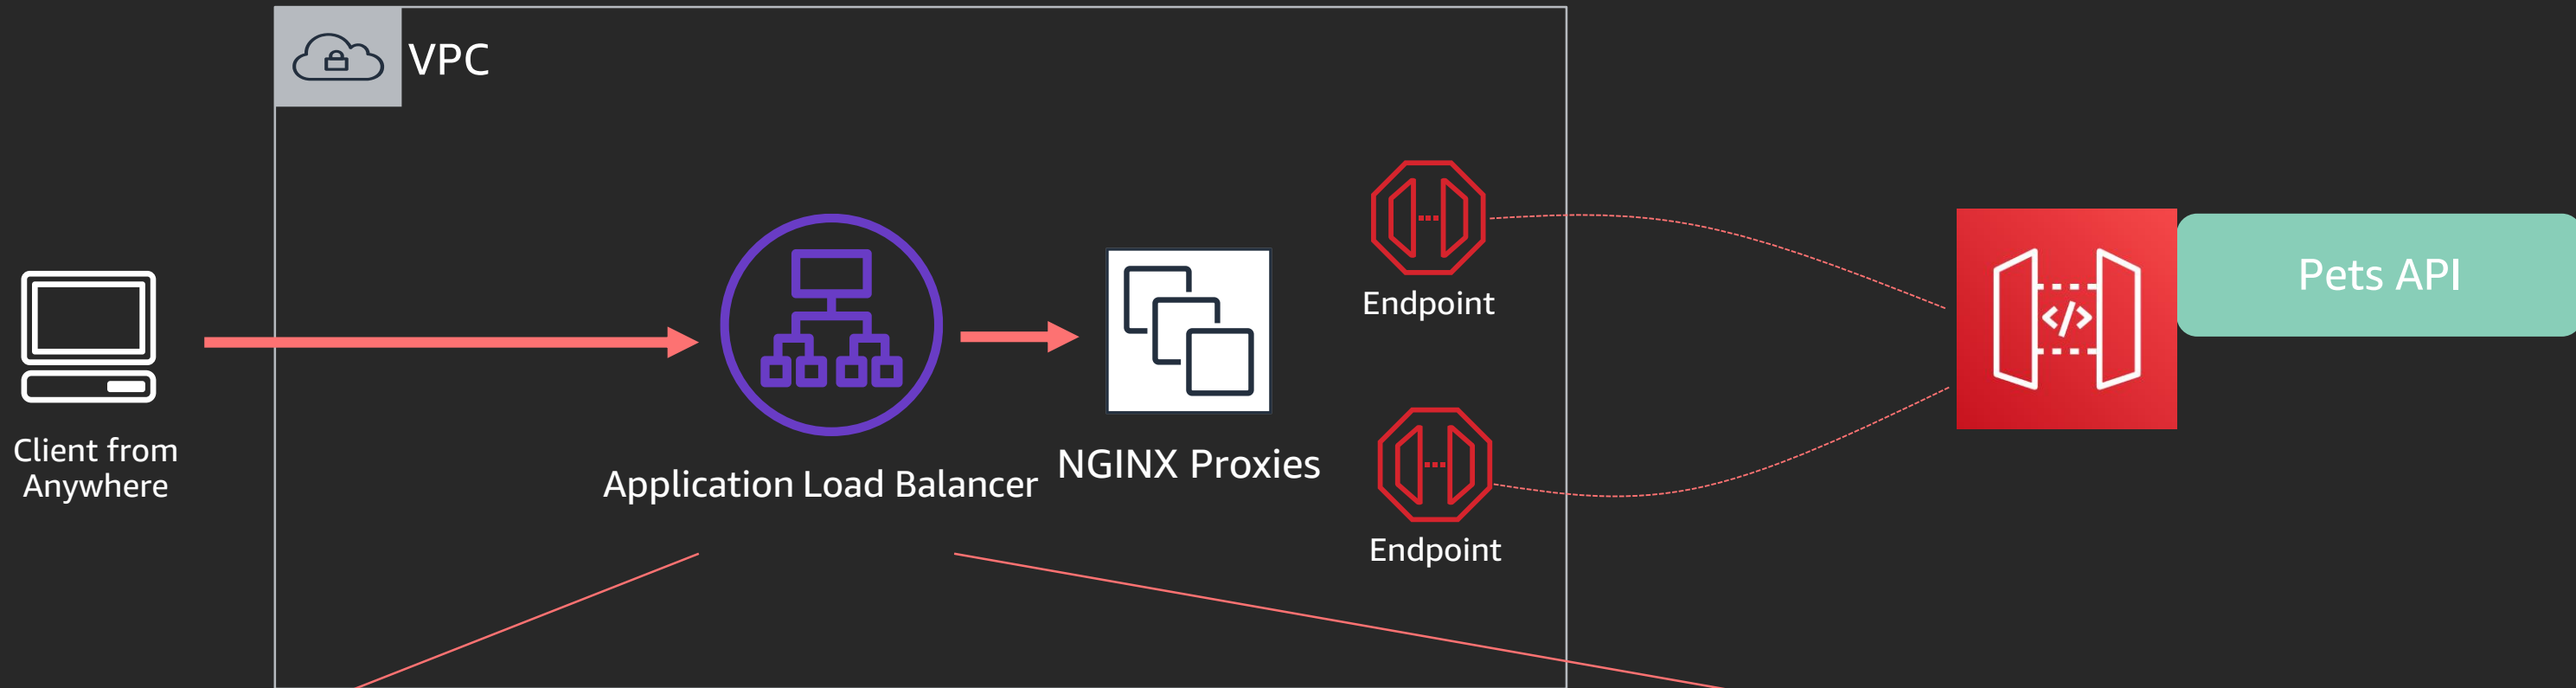 VPC
Client from
Anywhere
Application Load Balancer
NGINX Proxies
Endpoint
Endpoint
Pets API